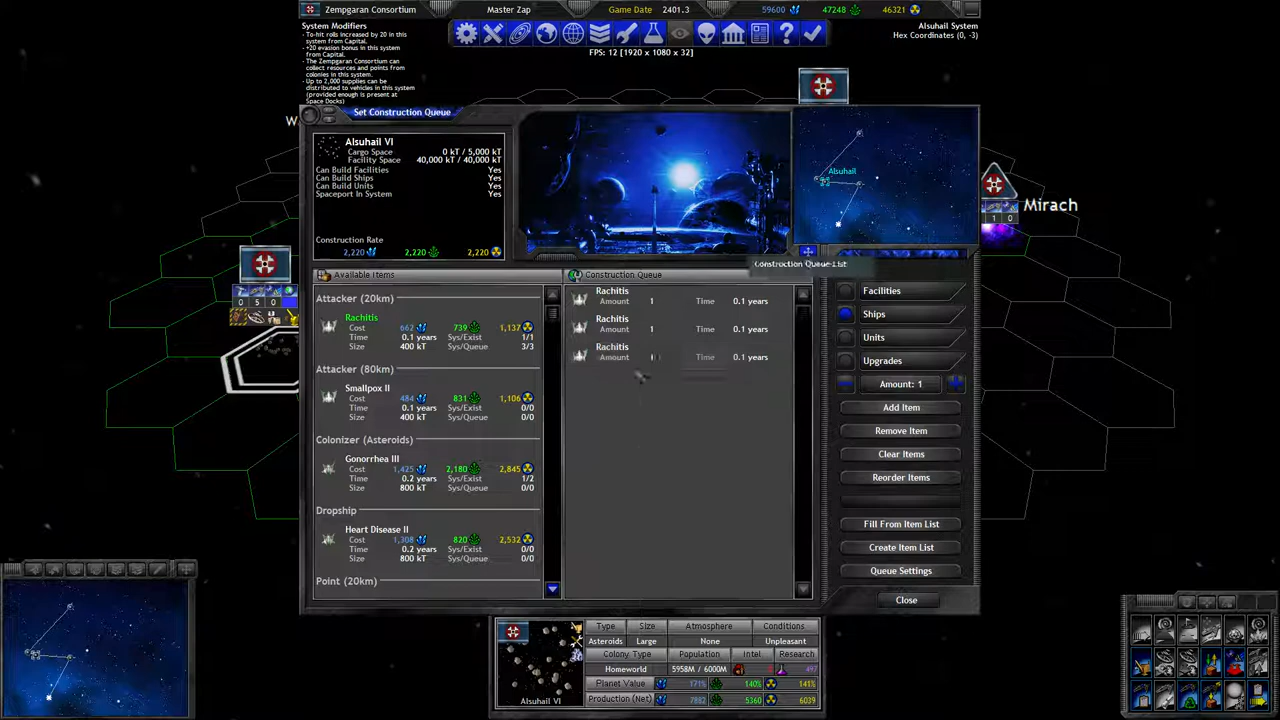 Zempgaran Consortium
Master Zap
Game Date 2401.3
59600
47248
46321
System Modifiers
- To-hit rolls increased by 20 in this
system from Capital.
- +20 evasion bonus in this system
from Capital.
- The Zempgaran Consortium can
collect resources and points from
colonies in this system.
- Up to 2,000 supplies can be
distributed to vehicles in this system
(provided enough is present at
Space Docks)
FPS: 12 [1920 x 1080 x 32]
Alsuhail System
Hex Coordinates (0, -3)
Set Construction Queue
Alsuhail VI
Cargo Space 0 kT / 5,000 kT
Facility Space 40,000 kT / 40,000 kT
Can Build Facilities Yes
Can Build Ships Yes
Can Build Units Yes
Spaceport In System Yes
Construction Rate
2,220 2,220 2,220
Alsuhail
Mirach
Construction Queue List
Available Items
Construction Queue
Attacker (20km)
Rachitis
Cost 662 739 1,137
Time 0.1 years Sys/Exist 1/1
Size 400 kT Sys/Queue 3/3
Attacker (80km)
Smallpox II
Cost 484 831 1,106
Time 0.1 years Sys/Exist 0/0
Size 400 kT Sys/Queue 0/0
Colonizer (Asteroids)
Gonorrhea III
Cost 1,425 2,180 2,845
Time 0.2 years Sys/Exist 1/2
Size 800 kT Sys/Queue 0/0
Dropship
Heart Disease II
Cost 1,308 820 2,532
Time 0.2 years Sys/Exist 0/0
Size 800 kT Sys/Queue 0/0
Point (20km)
Rachitis
Amount 1 Time 0.1 years
Rachitis
Amount 1 Time 0.1 years
Rachitis
Amount Time 0.1 years
Facilities
Ships
Units
Upgrades
Amount: 1
Add Item
Remove Item
Clear Items
Reorder Items
Fill From Item List
Create Item List
Queue Settings
Close
0 5 0
1 0
Type Size Atmosphere Conditions
Asteroids Large None Unpleasant
Colony Type Population Intel Research
Homeworld 5958M / 6000M 497
Planet Value 171% 140% 141%
Production (Net) 7882 5360 6039
Alsuhail VI